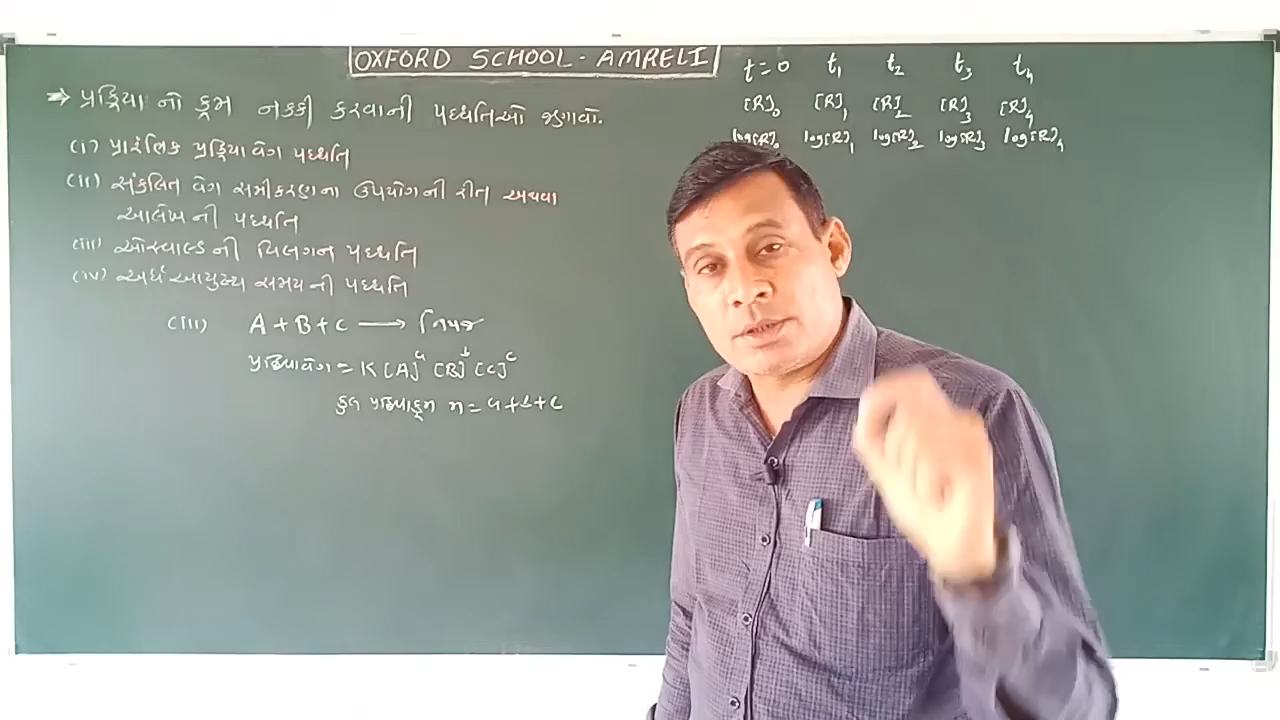 OXFORD SCHOOL - AMRELI
→ પ્રક્રિયા નો ક્રમ નક્કી કરવાની પધ્ધતિઓ જણાવો.
(i) પ્રારંભિક પ્રક્રિયા વેગ પધ્ધતિ
(ii) સંકલિત વેગ સમીકરણના ઉપયોગની રીત અથવા
આલેખ ની પધ્ધતિ
(iii) ઓસ્વાલ્ડ ની વિલગન પધ્ધતિ
(iv) અર્ધઆયુષ્ય સમય ની પધ્ધતિ
(iii) A + B + C ⟶ નિપજ
પ્રક્રિયાવેગ = K [A]ᵃ [B]ᵇ [C]ᶜ
કુલ પ્રક્રિયાક્રમ n = a + b + c
t = 0 t₁ t₂ t₃ t₄
[R]₀ [R]₁ [R]₂ [R]₃ [R]₄
log[R]₀ log[R]₁ log[R]₂ log[R]₃ log[R]₄